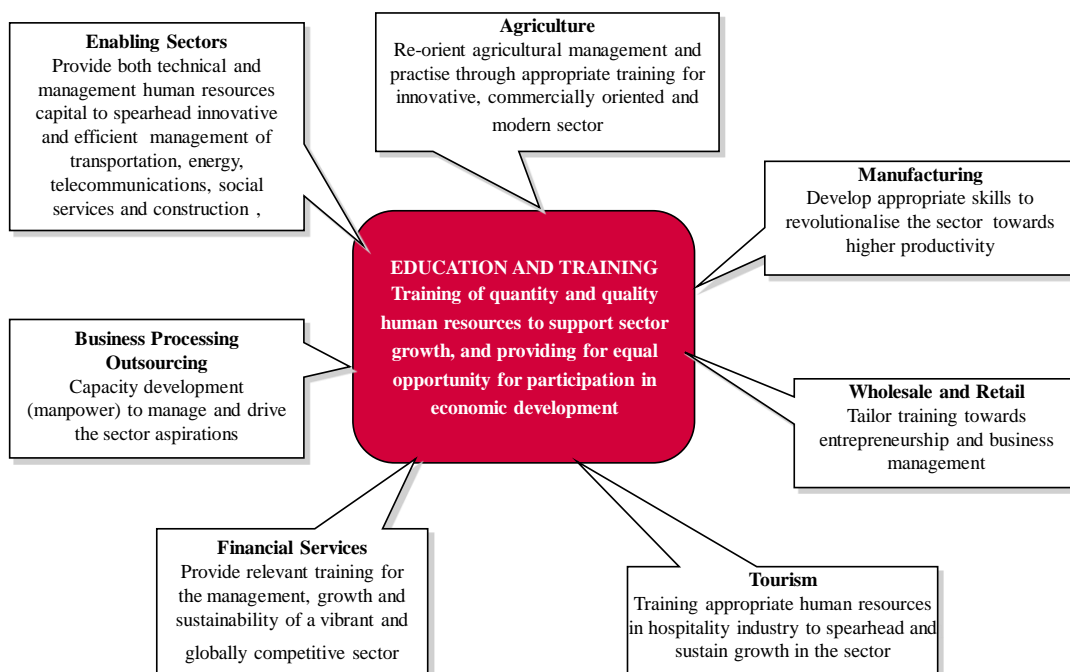 Enabling Sectors
Provide both technical and
management human resources
capital to spearhead innovative
and efficient management of
transportation, energy,
telecommunications, social
services and construction ,
Agriculture
Re-orient agricultural management and
practise through appropriate training for
innovative, commercially oriented and
modern sector
Manufacturing
Develop appropriate skills to
revolutionalise the sector towards
higher productivity
EDUCATION AND TRAINING
Training of quantity and quality
human resources to support sector
growth, and providing for equal
opportunity for participation in
economic development
Business Processing
Outsourcing
Capacity development
(manpower) to manage and drive
the sector aspirations
Wholesale and Retail
Tailor training towards
entrepreneurship and business
management
Financial Services
Provide relevant training for
the management, growth and
sustainability of a vibrant and
globally competitive sector
Tourism
Training appropriate human resources
in hospitality industry to spearhead and
sustain growth in the sector